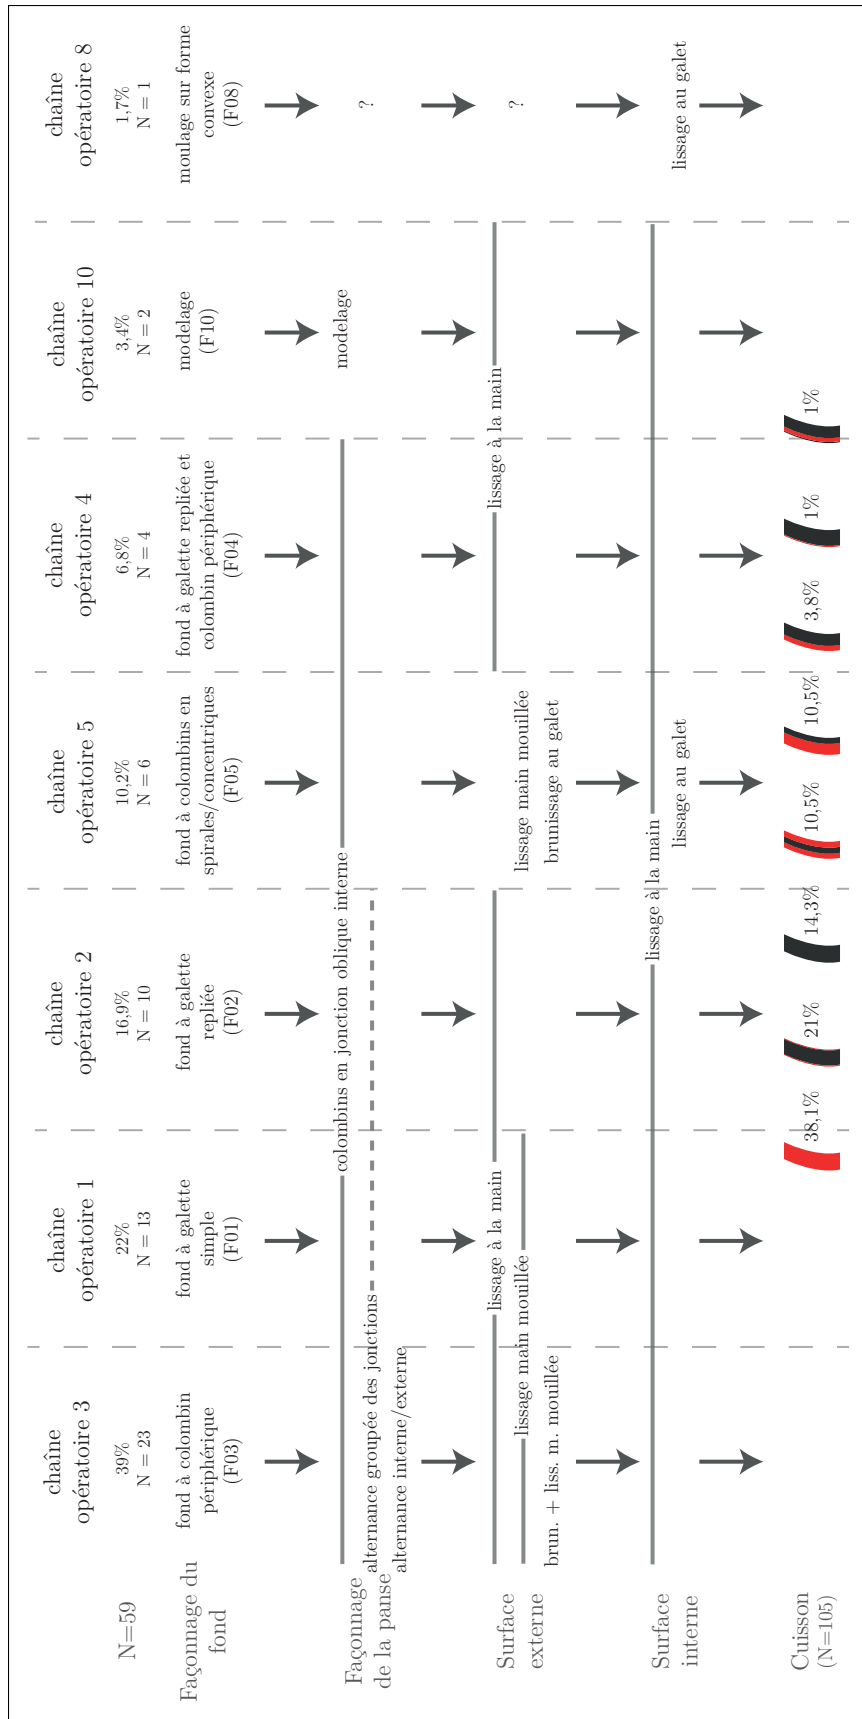 chaîne
opératoire 3
39%
N = 23
fond à colombin
périphérique
(F03)
chaîne
opératoire 1
22%
N = 13
fond à galette
simple
(F01)
chaîne
opératoire 2
16,9%
N = 10
fond à galette
repliée
(F02)
chaîne
opératoire 5
10,2%
N = 6
fond à colombins en
spirales/concentriques
(F05)
chaîne
opératoire 4
6,8%
N = 4
fond à galette repliée et
colombin périphérique
(F04)
chaîne
opératoire 10
3,4%
N = 2
modelage
(F10)
chaîne
opératoire 8
1,7%
N = 1
moulage sur forme
convexe
(F08)
N=59
Façonnage du
fond
Façonnage
de la panse
colombins en jonction oblique interne
alternance groupée des jonctions
alternance interne/externe
modelage
?
Surface
externe
lissage à la main
lissage main mouillée
brun. + liss. m. mouillée
lissage main mouillée
brunissage au galet
lissage à la main
?
Surface
interne
lissage à la main
lissage au galet
lissage au galet
Cuisson
(N=105)
38,1%
21%
14,3%
10,5%
10,5%
3,8%
1%
1%